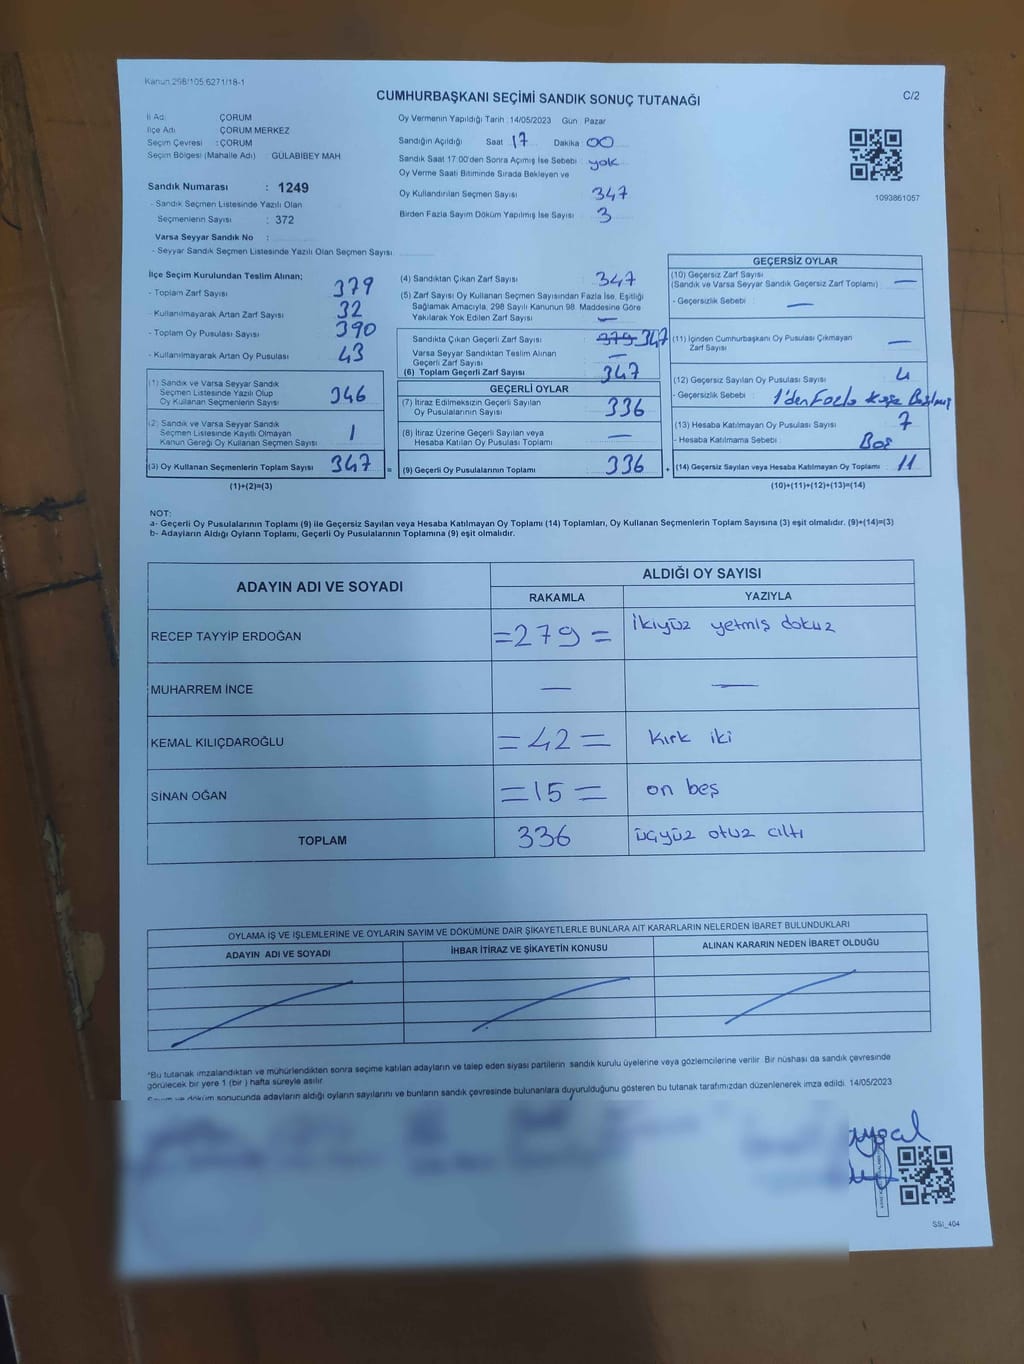 Kanun 298/105 6271/18-1
CUMHURBAŞKANI SEÇİMİ SANDIK SONUÇ TUTANAĞI
C/2
İl Adı ÇORUM
İlçe Adı ÇORUM MERKEZ
Seçim Çevresi : ÇORUM
Seçim Bölgesi (Mahalle Adı) GÜLABİBEY MAH
Sandık Numarası : 1249
- Sandık Seçmen Listesinde Yazılı Olan
Seçmenlerin Sayısı : 372
Varsa Seyyar Sandık No :
- Seyyar Sandık Seçmen Listesinde Yazılı Olan Seçmen Sayısı
Oy Vermenin Yapıldığı Tarih : 14/05/2023 Gün : Pazar
Sandığın Açıldığı Saat 17 Dakika 00
Sandık Saat 17.00'den Sonra Açılmış İse Sebebi : yok
Oy Verme Saati Bitiminde Sırada Bekleyen ve
Oy Kullandırılan Seçmen Sayısı 347
Birden Fazla Sayım Döküm Yapılmış İse Sayısı 3
1093861057
İlçe Seçim Kurulundan Teslim Alınan;
- Toplam Zarf Sayısı 379
- Kullanılmayarak Artan Zarf Sayısı 32
- Toplam Oy Pusulası Sayısı 390
- Kullanılmayarak Artan Oy Pusulası 43
(1) Sandık ve Varsa Seyyar Sandık
Seçmen Listesinde Yazılı Olup
Oy Kullanan Seçmenlerin Sayısı 346
(2) Sandık ve Varsa Seyyar Sandık
Seçmen Listesinde Kayıtlı Olmayan
Kanun Gereği Oy Kullanan Seçmen Sayısı 1
(3) Oy Kullanan Seçmenlerin Toplam Sayısı 347 =
(1)+(2)=(3)
(4) Sandıktan Çıkan Zarf Sayısı 347
(5) Zarf Sayısı Oy Kullanan Seçmen Sayısından Fazla İse, Eşitliği
Sağlamak Amacıyla, 298 Sayılı Kanunun 98. Maddesine Göre
Yakılarak Yok Edilen Zarf Sayısı —
Sandıkta Çıkan Geçerli Zarf Sayısı 379 347
Varsa Seyyar Sandıktan Teslim Alınan
Geçerli Zarf Sayısı —
(6) Toplam Geçerli Zarf Sayısı 347
GEÇERLİ OYLAR
(7) İtiraz Edilmeksizin Geçerli Sayılan
Oy Pusulalarının Sayısı 336
(8) İtiraz Üzerine Geçerli Sayılan veya
Hesaba Katılan Oy Pusulası Toplamı —
(9) Geçerli Oy Pusulalarının Toplamı 336 +
GEÇERSİZ OYLAR
(10) Geçersiz Zarf Sayısı
(Sandık ve Varsa Seyyar Sandık Geçersiz Zarf Toplamı) —
- Geçersizlik Sebebi : —
(11) İçinden Cumhurbaşkanı Oy Pusulası Çıkmayan
Zarf Sayısı —
(12) Geçersiz Sayılan Oy Pusulası Sayısı 4
- Geçersizlik Sebebi : 1'den Fazla Kaşe Basılmış
(13) Hesaba Katılmayan Oy Pusulası Sayısı 7
- Hesaba Katılmama Sebebi : Boş
(14) Geçersiz Sayılan veya Hesaba Katılmayan Oy Toplamı 11
(10)+(11)+(12)+(13)=(14)
NOT:
a- Geçerli Oy Pusulalarının Toplamı (9) ile Geçersiz Sayılan veya Hesaba Katılmayan Oy Toplamı (14) Toplamları, Oy Kullanan Seçmenlerin Toplam Sayısına (3) eşit olmalıdır. (9)+(14)=(3)
b- Adayların Aldığı Oyların Toplamı, Geçerli Oy Pusulalarının Toplamına (9) eşit olmalıdır.
ADAYIN ADI VE SOYADI ALDIĞI OY SAYISI
RAKAMLA YAZIYLA
RECEP TAYYİP ERDOĞAN =279= İkiyüz yetmiş dokuz
MUHARREM İNCE — —
KEMAL KILIÇDAROĞLU =42= Kırk iki
SİNAN OĞAN =15= on beş
TOPLAM 336 üçyüz otuz altı
OYLAMA İŞ VE İŞLEMLERİNE VE OYLARIN SAYIM VE DÖKÜMÜNE DAİR ŞİKAYETLERLE BUNLARA AİT KARARLARIN NELERDEN İBARET BULUNDUKLARI
ADAYIN ADI VE SOYADI İHBAR İTİRAZ VE ŞİKAYETİN KONUSU ALINAN KARARIN NEDEN İBARET OLDUĞU
*Bu tutanak imzalandıktan ve mühürlendikten sonra seçime katılan adayların ve talep eden siyasi partilerin sandık kurulu üyelerine veya gözlemcilerine verilir. Bir nüshası da sandık çevresinde
görülecek bir yere 1 (bir) hafta süreyle asılır.
Sayım ve döküm sonucunda adayların aldığı oyların sayılarını ve bunların sandık çevresinde bulunanlara duyurulduğunu gösteren bu tutanak tarafımızdan düzenlenerek imza edildi. 14/05/2023
SSI_404